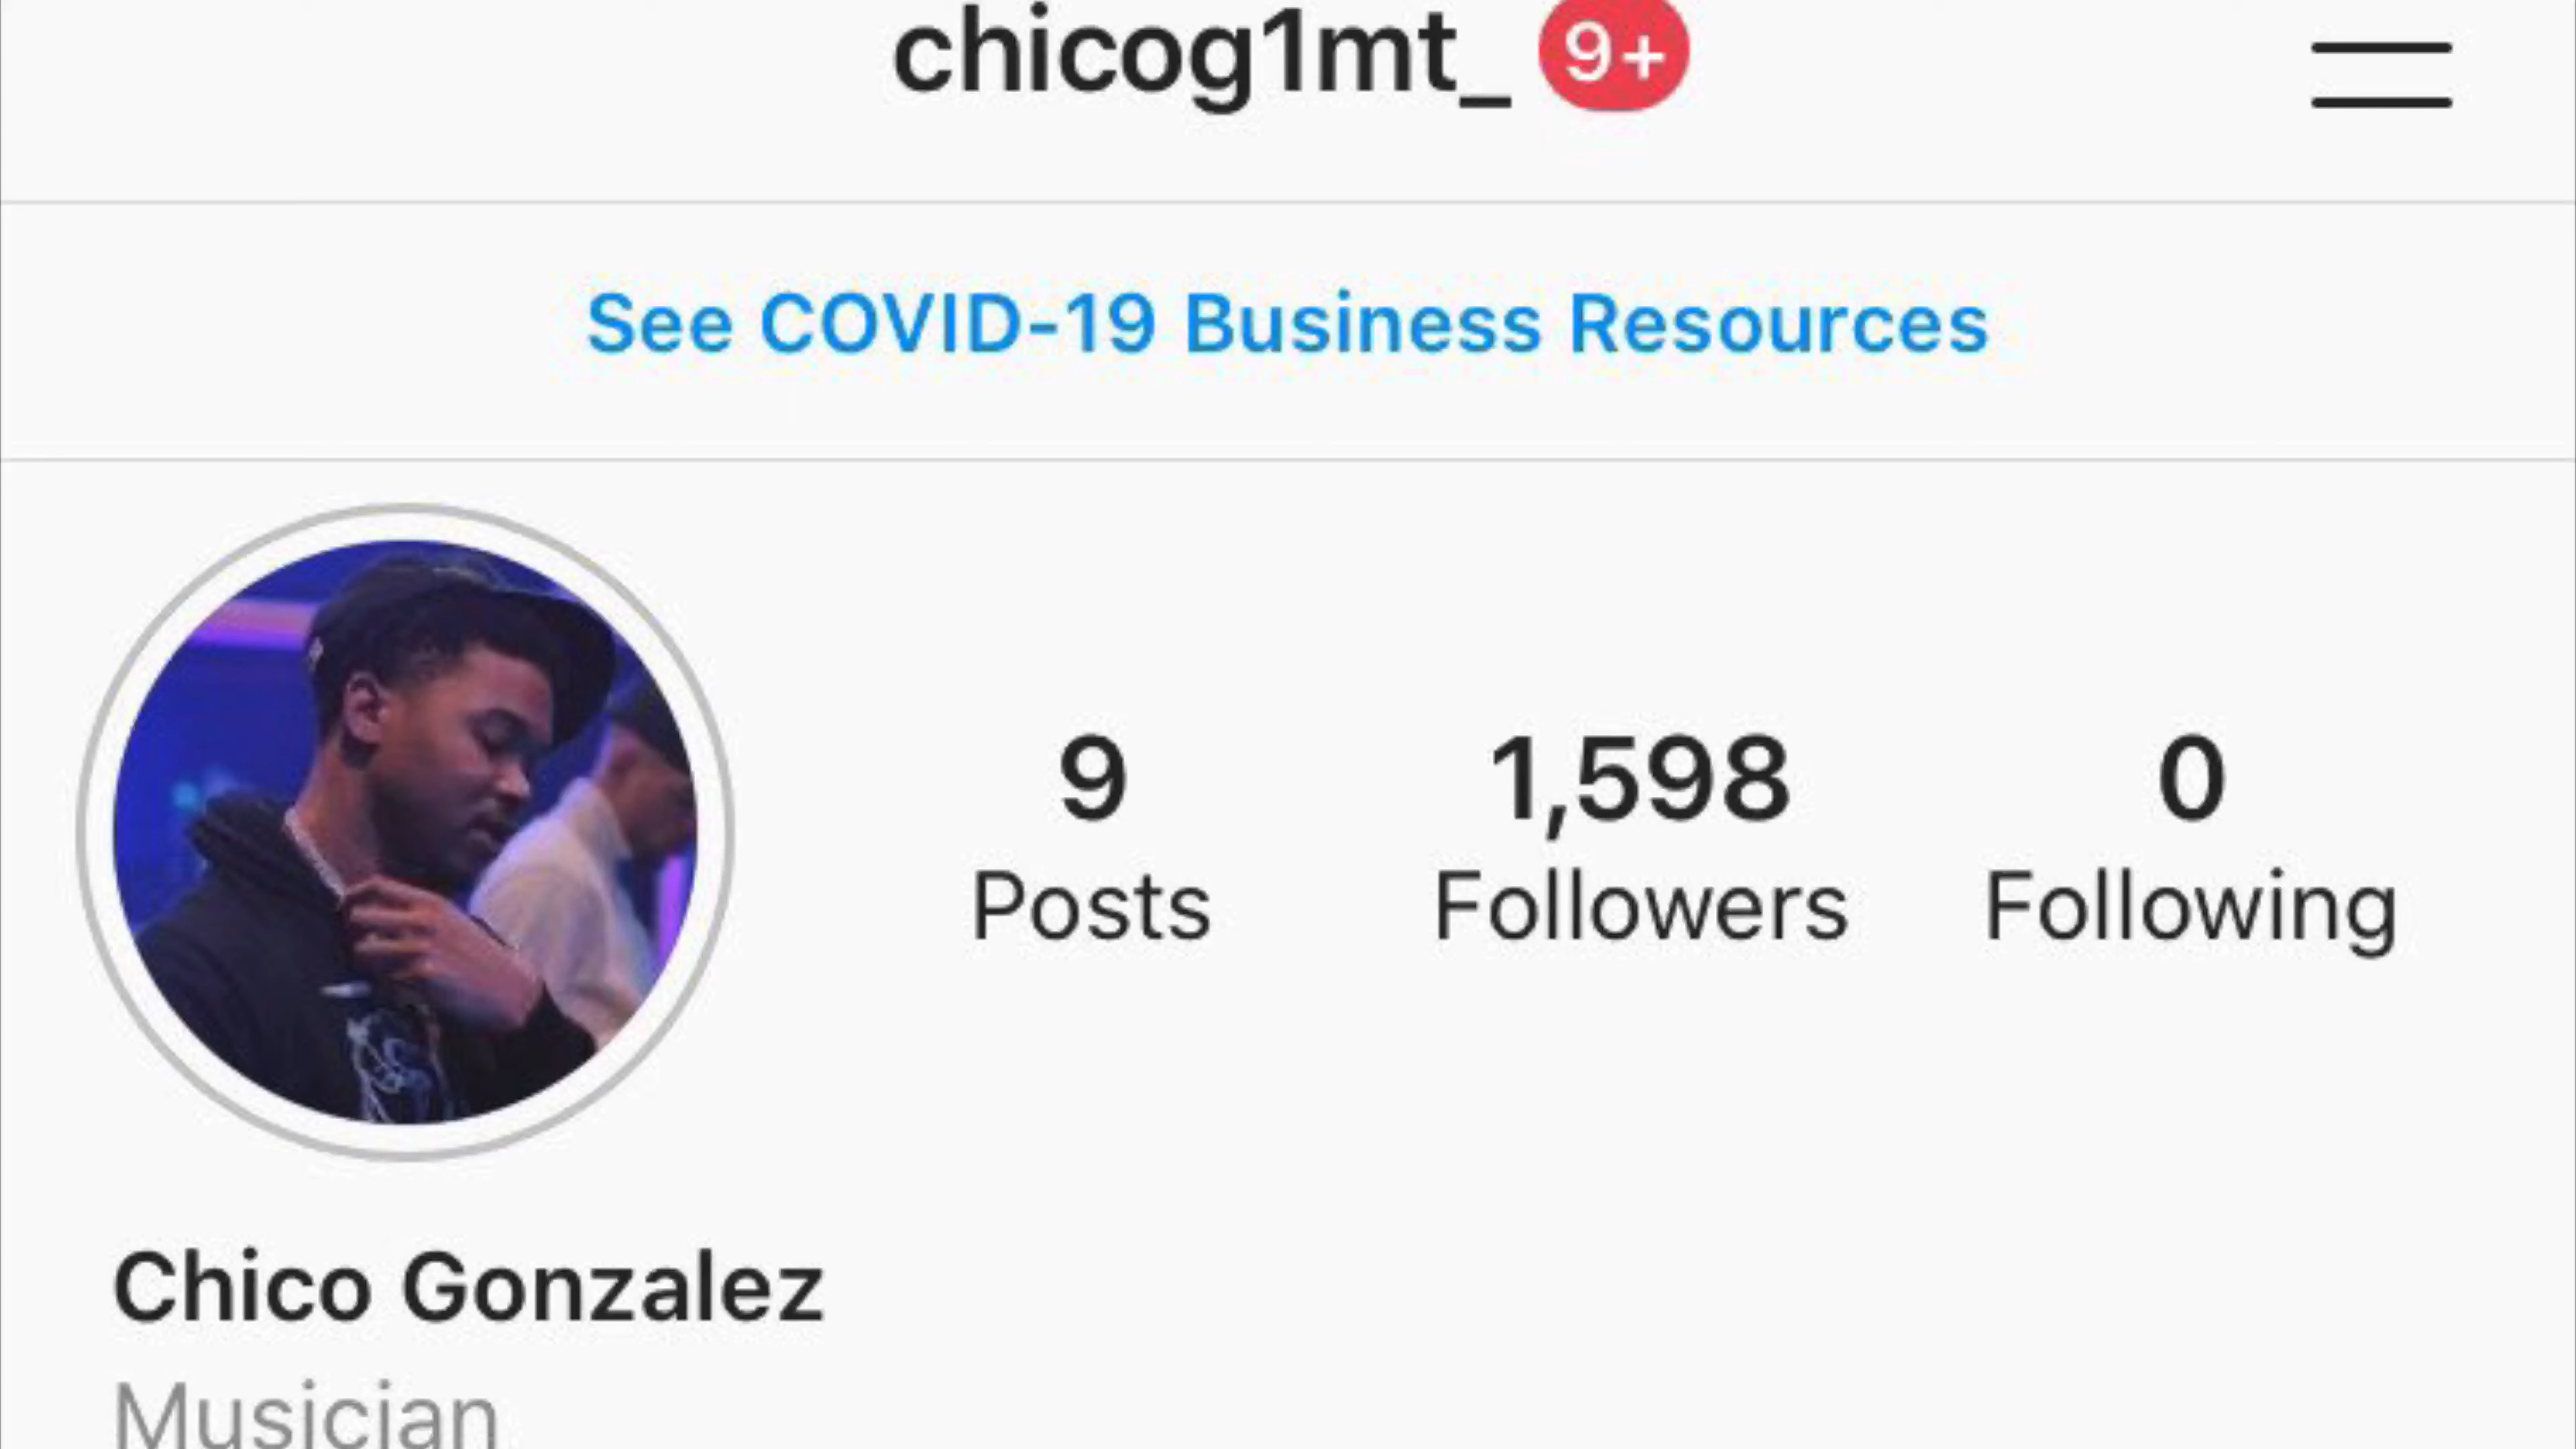 chicog1mt_ 9+
See COVID-19 Business Resources
9 1,598 0
Posts Followers Following
Chico Gonzalez
Musician